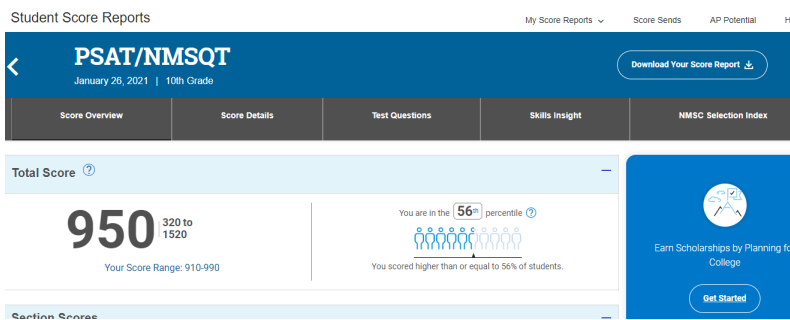 Student Score Reports
My Score Reports Score Sends AP Potential
PSAT/NMSQT
January 26, 2021 | 10th Grade
Download Your Score Report
Score Overview Score Details Test Questions Skills Insight NMSC Selection Index
Total Score ?
950 320 to
1520
Your Score Range: 910-990
You are in the 56th percentile ?
You scored higher than or equal to 56% of students.
Earn Scholarships by Planning fo
College
Get Started
Section Scores